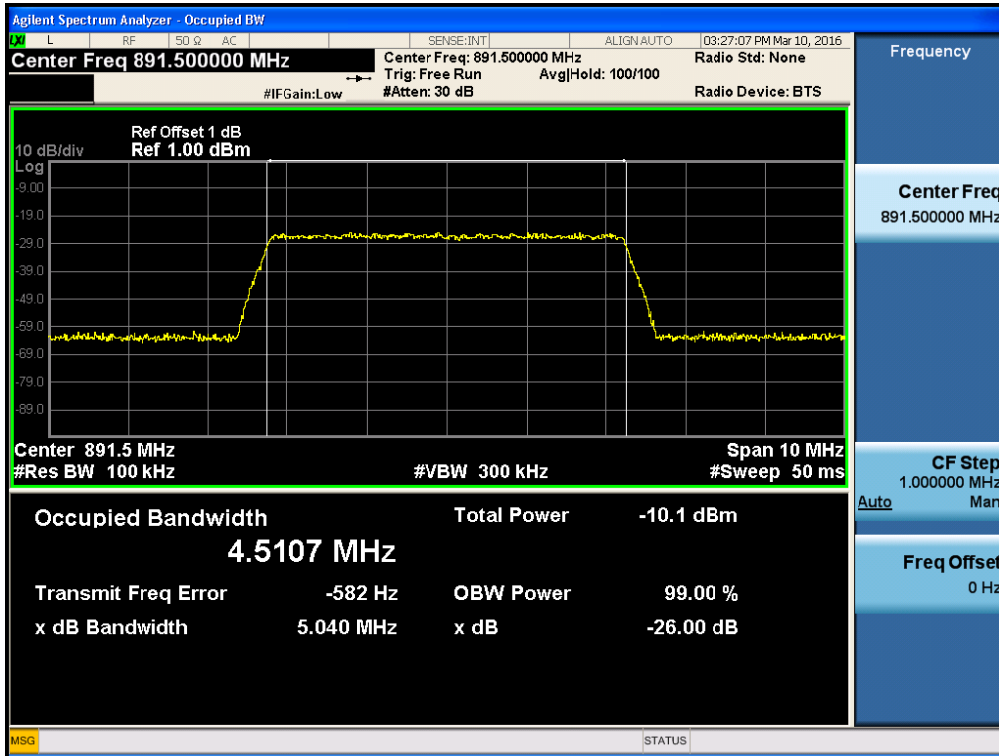 Agilent Spectrum Analyzer - Occupied BW
LXI L RF 50 Ω AC SENSE:INT ALIGN AUTO 03:27:07 PM Mar 10, 2016
Center Freq 891.500000 MHz
Center Freq: 891.500000 MHz Radio Std: None
Trig: Free Run Avg|Hold: 100/100
#IFGain:Low #Atten: 30 dB Radio Device: BTS
Ref Offset 1 dB
10 dB/div Ref 1.00 dBm
Log
-9.00
-19.0
-29.0
-39.0
-49.0
-59.0
-69.0
-79.0
-89.0
Center 891.5 MHz Span 10 MHz
#Res BW 100 kHz #VBW 300 kHz #Sweep 50 ms
Occupied Bandwidth Total Power -10.1 dBm
4.5107 MHz
Transmit Freq Error -582 Hz OBW Power 99.00 %
x dB Bandwidth 5.040 MHz x dB -26.00 dB
Frequency
Center Freq
891.500000 MHz
CF Step
1.000000 MHz
Auto Man
Freq Offset
0 Hz
MSG STATUS